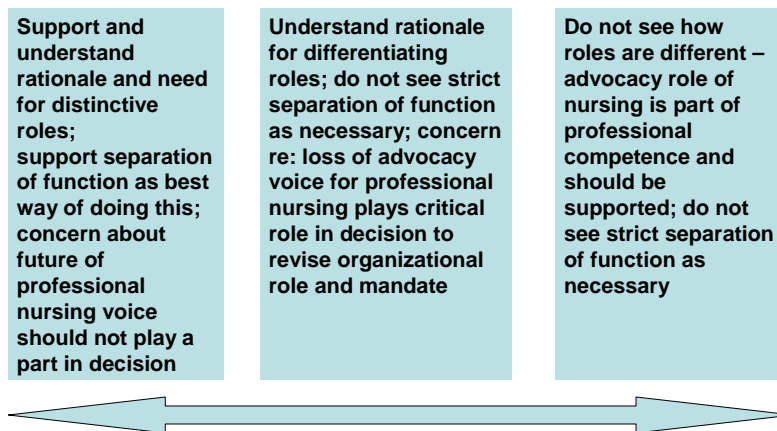 Support and
understand
rationale and need
for distinctive
roles;
support separation
of function as best
way of doing this;
concern about
future of
professional
nursing voice
should not play a
part in decision
Understand rationale
for differentiating
roles; do not see strict
separation of function
as necessary; concern
re: loss of advocacy
voice for professional
nursing plays critical
role in decision to
revise organizational
role and mandate
Do not see how
roles are different –
advocacy role of
nursing is part of
professional
competence and
should be
supported; do not
see strict separation
of function as
necessary